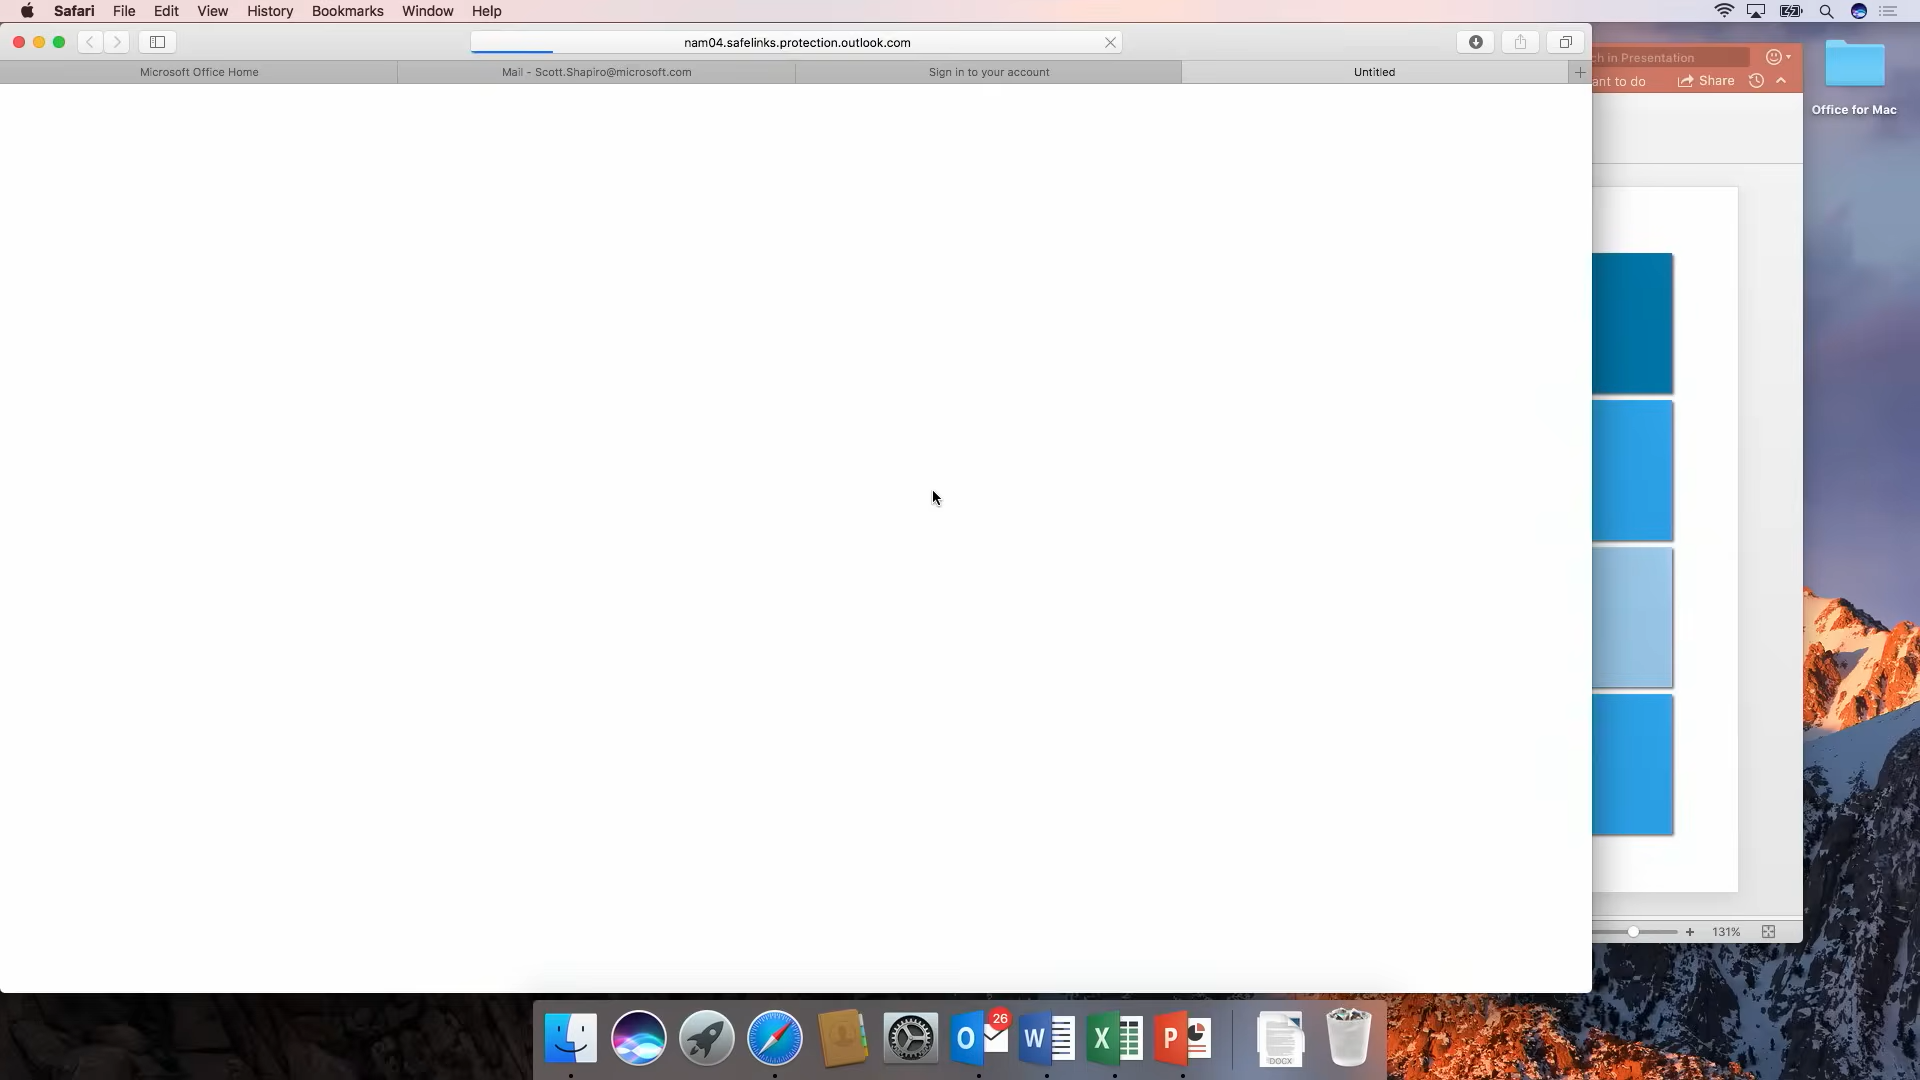 Safari File Edit View History Bookmarks Window Help
nam04.safelinks.protection.outlook.com
Microsoft Office Home Mail - Scott.Shapiro@microsoft.com Sign in to your account Untitled
ch in Presentation
ant to do Share
Office for Mac
131%
26
O W X P
DOCX